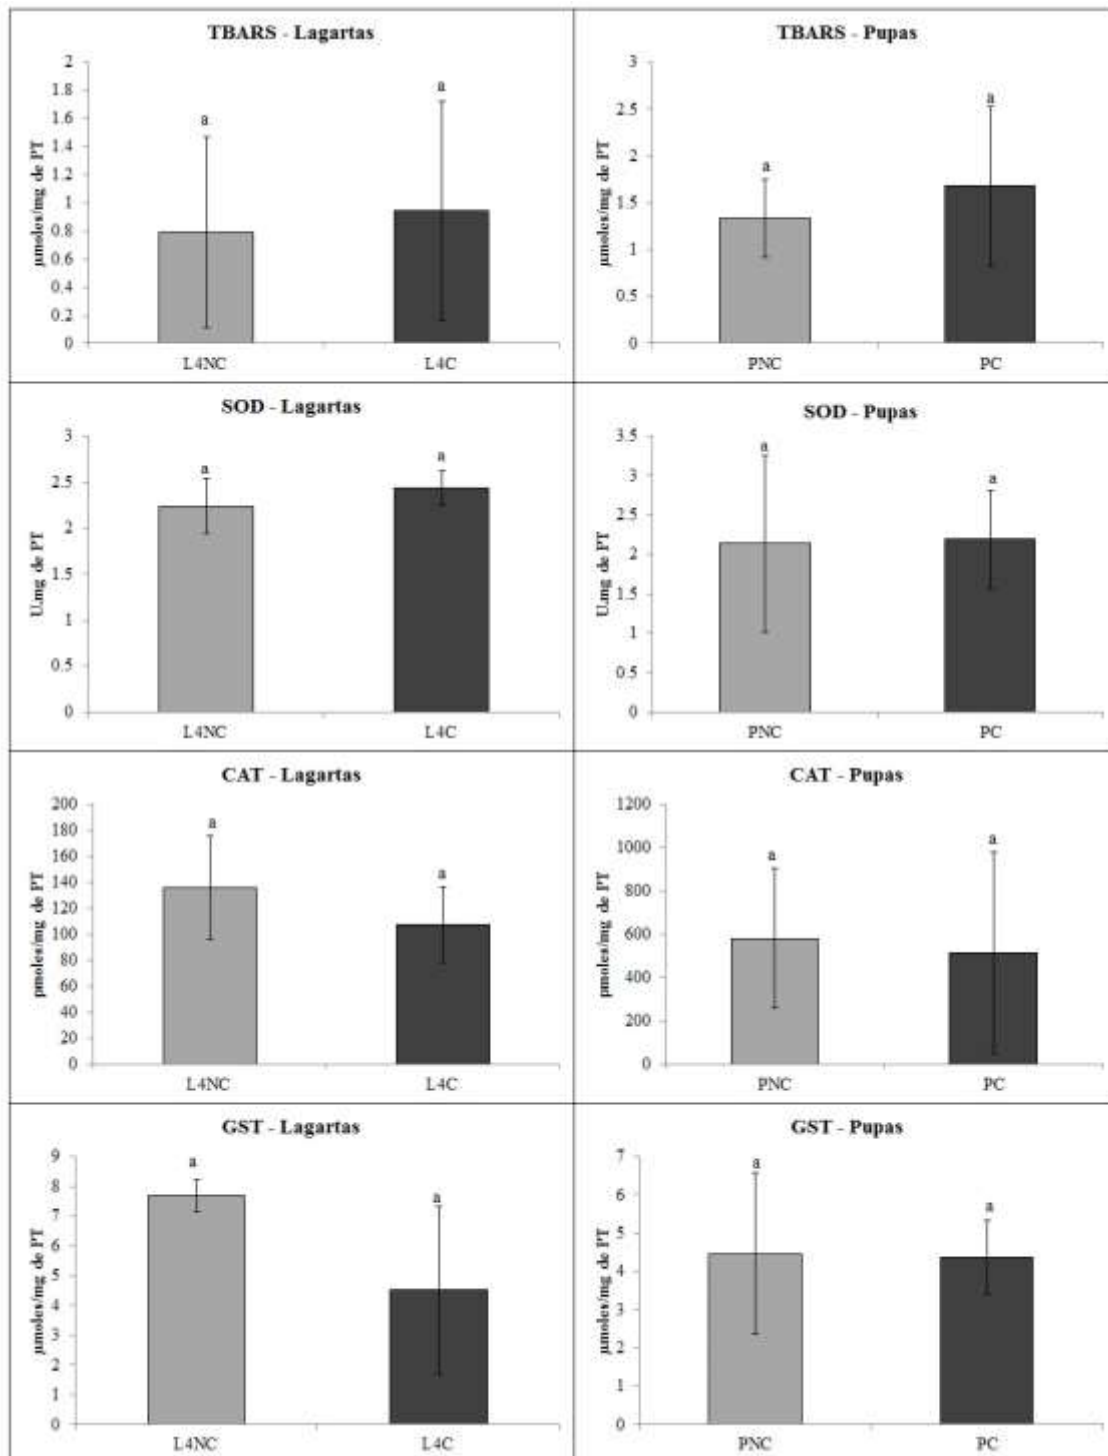 TBARS - Lagartas
µmoles/mg de PT
2
1.8
1.6
1.4
1.2
1
0.8
0.6
0.4
0.2
0
a
a
L4NC
L4C
TBARS - Pupas
µmoles/mg de PT
3
2.5
2
1.5
1
0.5
0
a
a
PNC
PC
SOD - Lagartas
U.mg de PT
3
2.5
2
1.5
1
0.5
0
a
a
L4NC
L4C
SOD - Pupas
U.mg de PT
3.5
3
2.5
2
1.5
1
0.5
0
a
a
PNC
PC
CAT - Lagartas
pmoles/mg de PT
200
180
160
140
120
100
80
60
40
20
0
a
a
L4NC
L4C
CAT - Pupas
pmoles/mg de PT
1200
1000
800
600
400
200
0
a
a
PNC
PC
GST - Lagartas
µmoles/mg de PT
9
8
7
6
5
4
3
2
1
0
a
a
L4NC
L4C
GST - Pupas
µmoles/mg de PT
7
6
5
4
3
2
1
0
a
a
PNC
PC